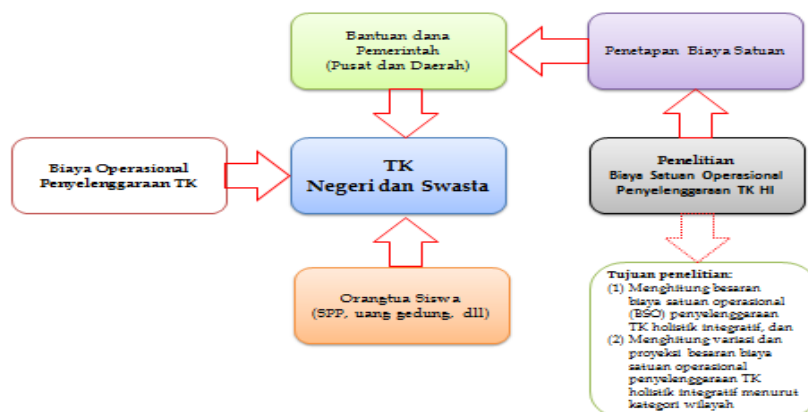 Bantuan dana
Pemerintah
(Pusat dan Daerah)
Penetapan Biaya Satuan
Biaya Operasional
Penyelenggaraan TK
TK
Negeri dan Swasta
Penelitian
Biaya Satuan Operasional
Penyelenggaraan TK HI
Orangtua Siswa
(SPP, uang gedung, dll)
Tujuan penelitian:
(1) Menghitung besaran
biaya satuan operasional
(BSO) penyelenggaraan
TK holistik integratif, dan
(2) Menghitung variasi dan
proyeksi besaran biaya
satuan operasional
penyelenggaraan TK
holistik integratif menurut
kategori wilayah